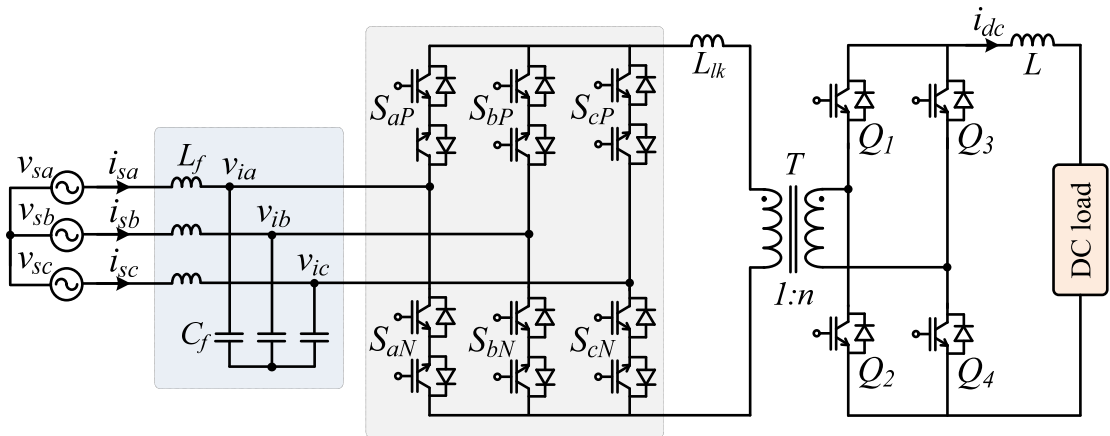 i_dc
L_lk
L
S_aP
S_bP
S_cP
Q_1
Q_3
L_f
v_ia
v_sa
i_sa
T
v_sb
i_sb
v_ib
v_sc
i_sc
v_ic
DC load
1:n
C_f
S_aN
S_bN
S_cN
Q_2
Q_4